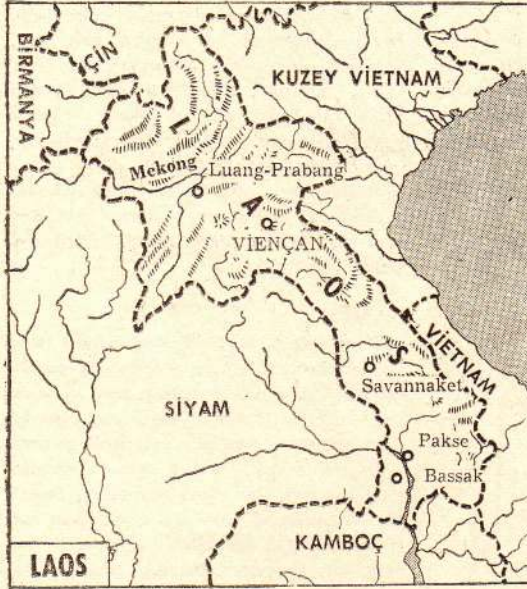 BİRMANYA
ÇİN
KUZEY VİETNAM
L
Mekong
Luang-Prabang
A
VİENÇAN
O
VİETNAM
S
Savannaket
SİYAM
Pakse
Bassak
KAMBOÇ
LAOS